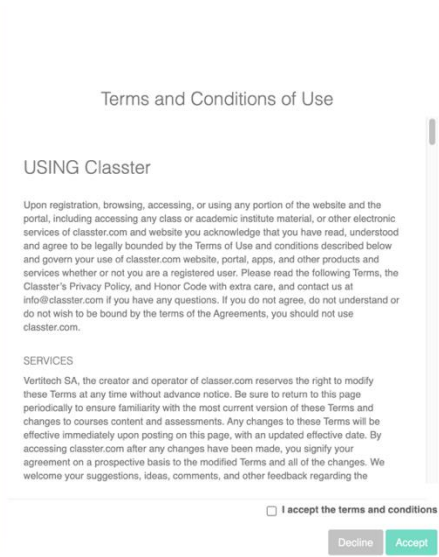 Terms and Conditions of Use
USING Classter
Upon registration, browsing, accessing, or using any portion of the website and the
portal, including accessing any class or academic institute material, or other electronic
services of classter.com and website you acknowledge that you have read, understood
and agree to be legally bounded by the Terms of Use and conditions described below
and govern your use of classter.com website, portal, apps, and other products and
services whether or not you are a registered user. Please read the following Terms, the
Classter's Privacy Policy, and Honor Code with extra care, and contact us at
info@classter.com if you have any questions. If you do not agree, do not understand or
do not wish to be bound by the terms of the Agreements, you should not use
classter.com.
SERVICES
Vertitech SA, the creator and operator of classer.com reserves the right to modify
these Terms at any time without advance notice. Be sure to return to this page
periodically to ensure familiarity with the most current version of these Terms and
changes to courses content and assessments. Any changes to these Terms will be
effective immediately upon posting on this page, with an updated effective date. By
accessing classter.com after any changes have been made, you signify your
agreement on a prospective basis to the modified Terms and all of the changes. We
welcome your suggestions, ideas, comments, and other feedback regarding the
I accept the terms and conditions
Decline Accept